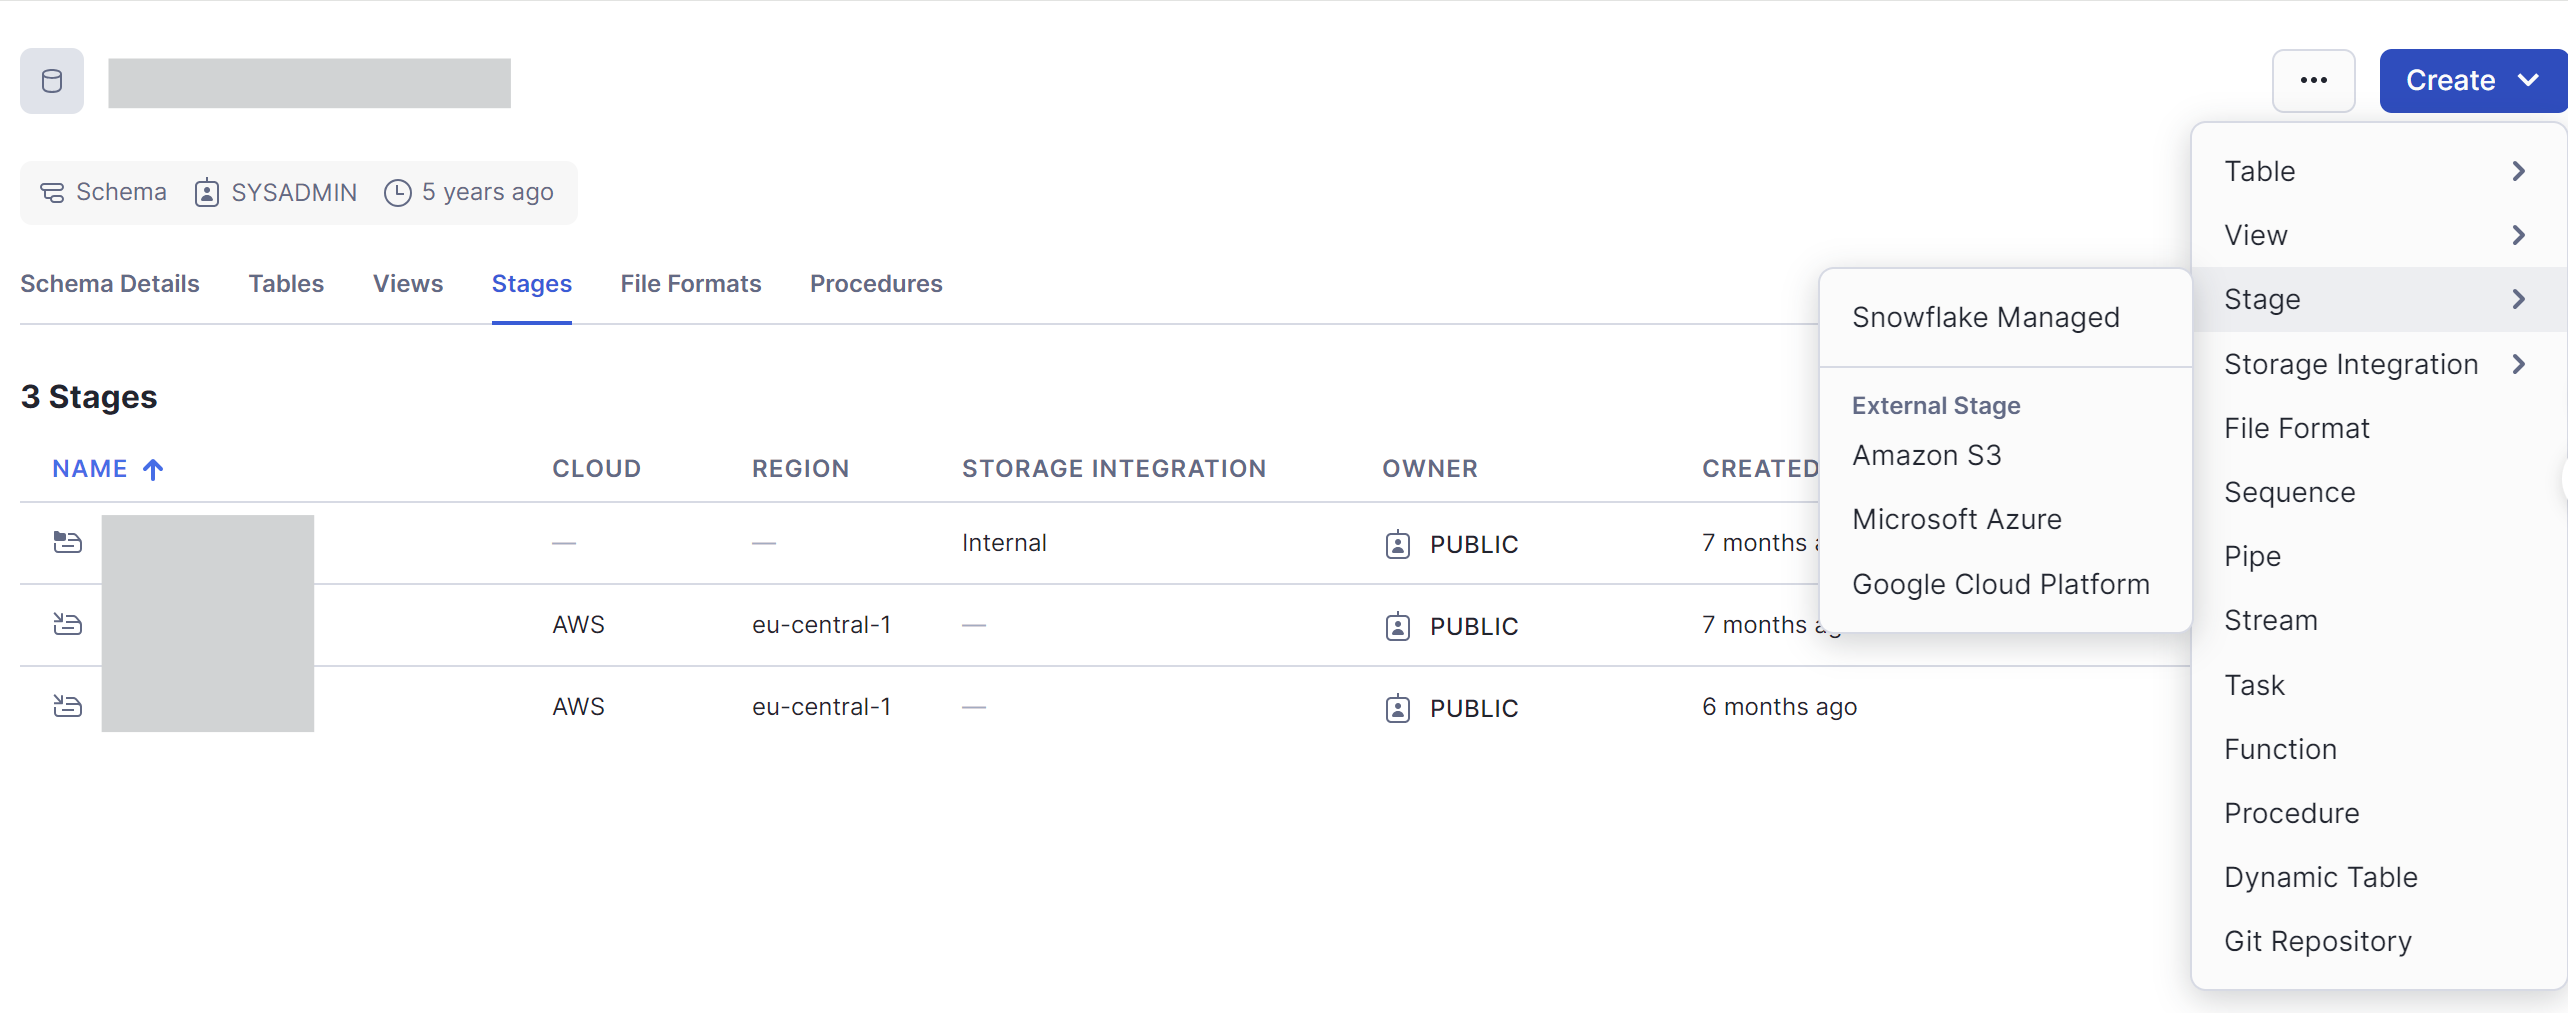 Create
Schema SYSADMIN 5 years ago
Schema Details Tables Views Stages File Formats Procedures
3 Stages
NAME CLOUD REGION STORAGE INTEGRATION OWNER CREATED
— — Internal PUBLIC 7 months
AWS eu-central-1 — PUBLIC 7 months ago
AWS eu-central-1 — PUBLIC 6 months ago
Snowflake Managed
External Stage
Amazon S3
Microsoft Azure
Google Cloud Platform
Table
View
Stage
Storage Integration
File Format
Sequence
Pipe
Stream
Task
Function
Procedure
Dynamic Table
Git Repository